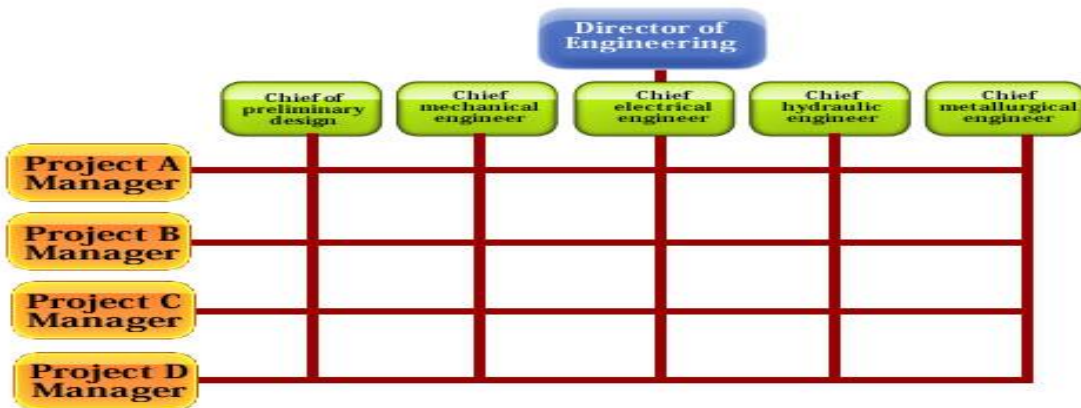 Director of
Engineering
Chief of
preliminary
design
Chief
mechanical
engineer
Chief
electrical
engineer
Chief
hydraulic
engineer
Chief
metallurgical
engineer
Project A
Manager
Project B
Manager
Project C
Manager
Project D
Manager